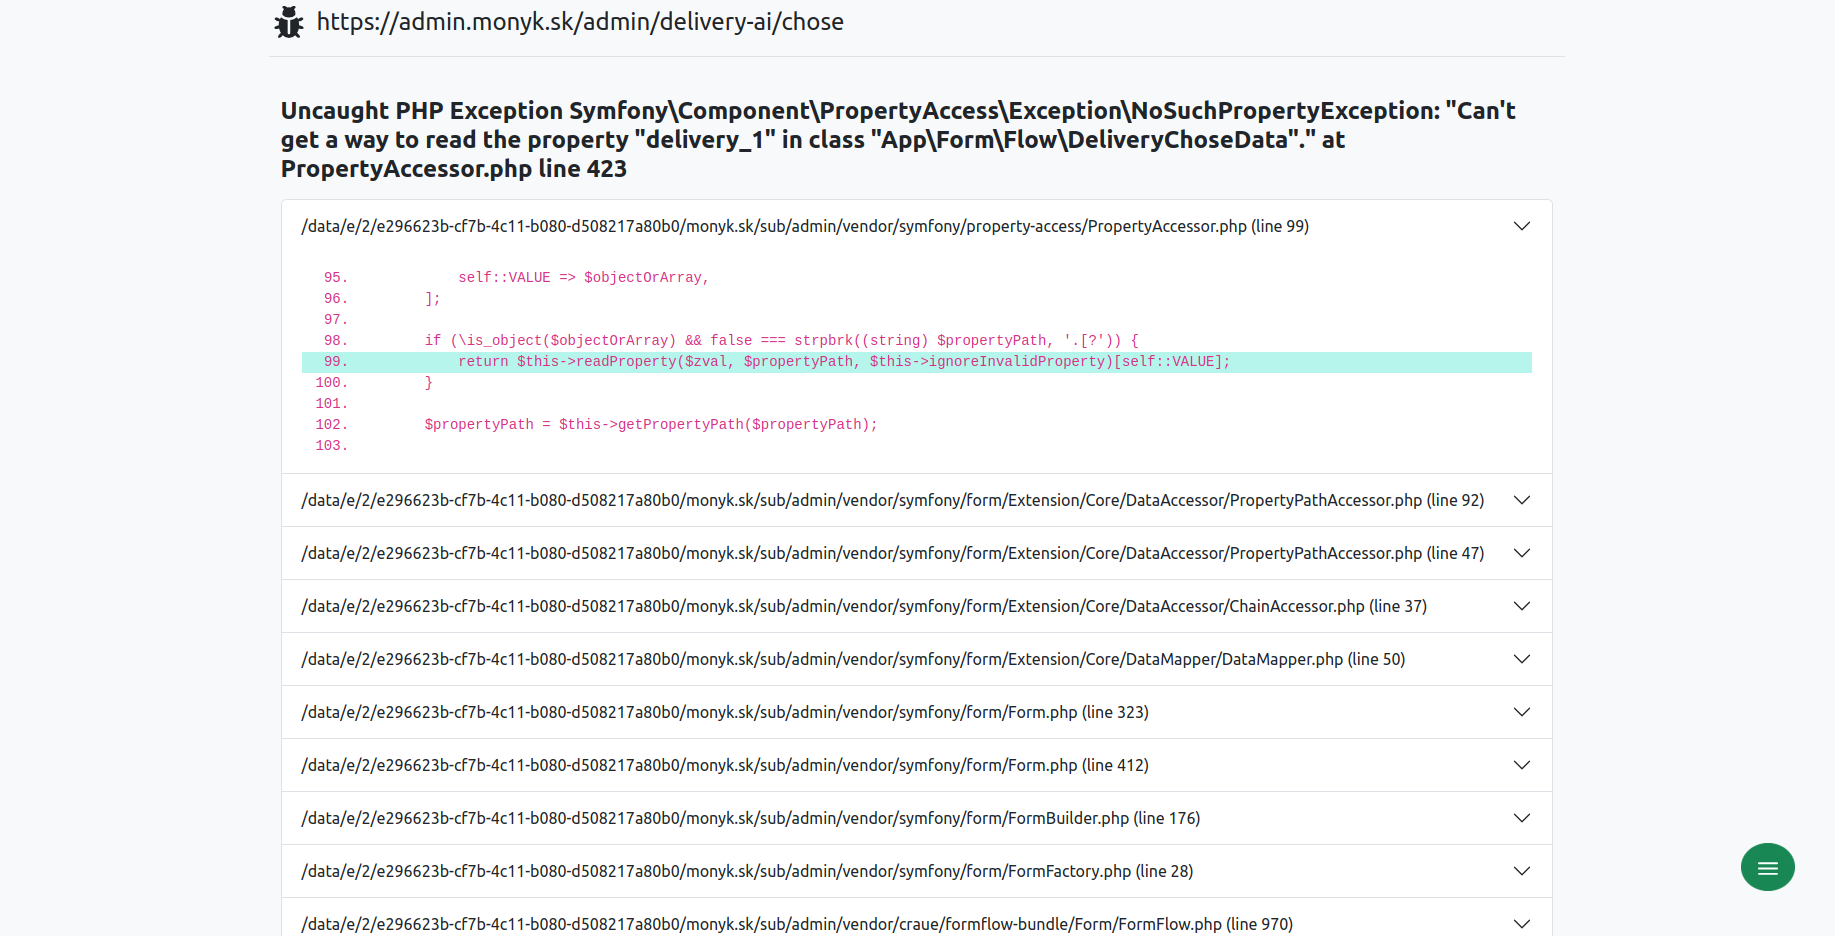 https://admin.monyk.sk/admin/delivery-ai/chose
Uncaught PHP Exception Symfony\Component\PropertyAccess\Exception\NoSuchPropertyException: "Can't
get a way to read the property "delivery_1" in class "App\Form\Flow\DeliveryChoseData"." at
PropertyAccessor.php line 423
/data/e/2/e296623b-cf7b-4c11-b080-d508217a80b0/monyk.sk/sub/admin/vendor/symfony/property-access/PropertyAccessor.php (line 99)
95.             self::VALUE => $objectOrArray,
96.         ];
97.
98.         if (\is_object($objectOrArray) && false === strpbrk((string) $propertyPath, '.[?')) {
99.             return $this->readProperty($zval, $propertyPath, $this->ignoreInvalidProperty)[self::VALUE];
100.         }
101.
102.         $propertyPath = $this->getPropertyPath($propertyPath);
103.
/data/e/2/e296623b-cf7b-4c11-b080-d508217a80b0/monyk.sk/sub/admin/vendor/symfony/form/Extension/Core/DataAccessor/PropertyPathAccessor.php (line 92)
/data/e/2/e296623b-cf7b-4c11-b080-d508217a80b0/monyk.sk/sub/admin/vendor/symfony/form/Extension/Core/DataAccessor/PropertyPathAccessor.php (line 47)
/data/e/2/e296623b-cf7b-4c11-b080-d508217a80b0/monyk.sk/sub/admin/vendor/symfony/form/Extension/Core/DataAccessor/ChainAccessor.php (line 37)
/data/e/2/e296623b-cf7b-4c11-b080-d508217a80b0/monyk.sk/sub/admin/vendor/symfony/form/Extension/Core/DataMapper/DataMapper.php (line 50)
/data/e/2/e296623b-cf7b-4c11-b080-d508217a80b0/monyk.sk/sub/admin/vendor/symfony/form/Form.php (line 323)
/data/e/2/e296623b-cf7b-4c11-b080-d508217a80b0/monyk.sk/sub/admin/vendor/symfony/form/Form.php (line 412)
/data/e/2/e296623b-cf7b-4c11-b080-d508217a80b0/monyk.sk/sub/admin/vendor/symfony/form/FormBuilder.php (line 176)
/data/e/2/e296623b-cf7b-4c11-b080-d508217a80b0/monyk.sk/sub/admin/vendor/symfony/form/FormFactory.php (line 28)
/data/e/2/e296623b-cf7b-4c11-b080-d508217a80b0/monyk.sk/sub/admin/vendor/craue/formflow-bundle/Form/FormFlow.php (line 970)